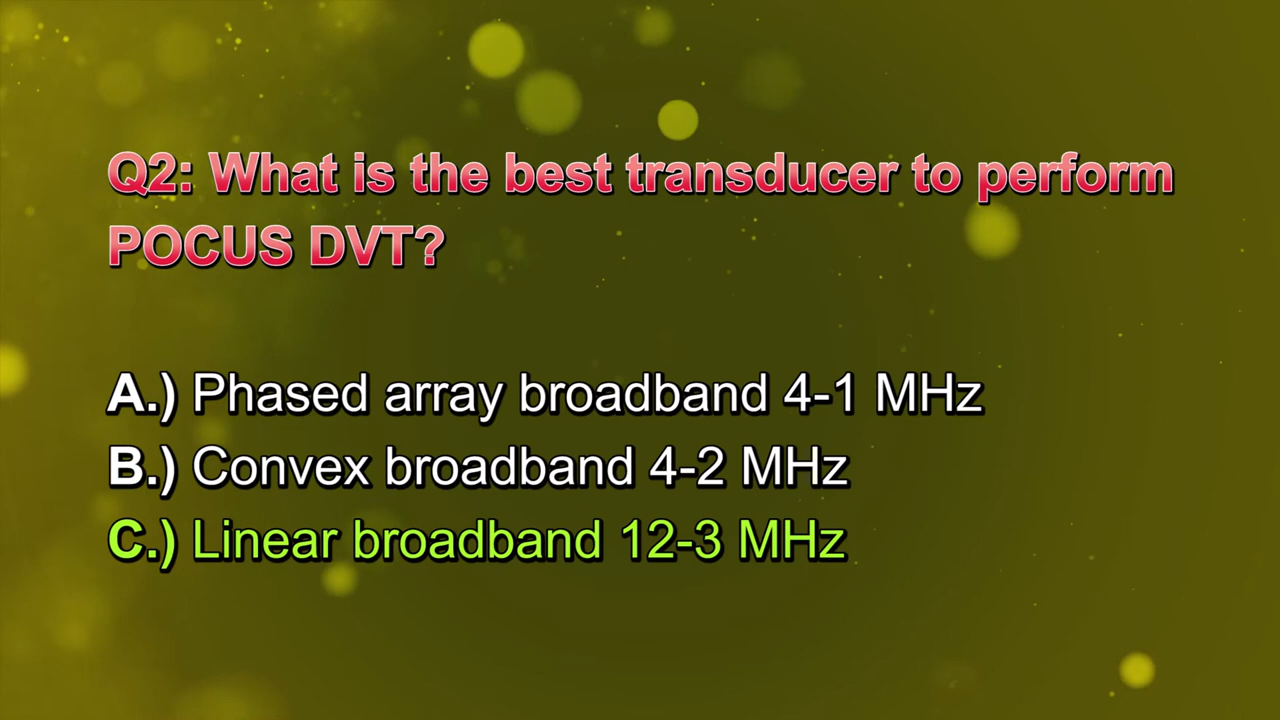 Q2: What is the best transducer to perform
POCUS DVT?
A.) Phased array broadband 4-1 MHz
B.) Convex broadband 4-2 MHz
C.) Linear broadband 12-3 MHz